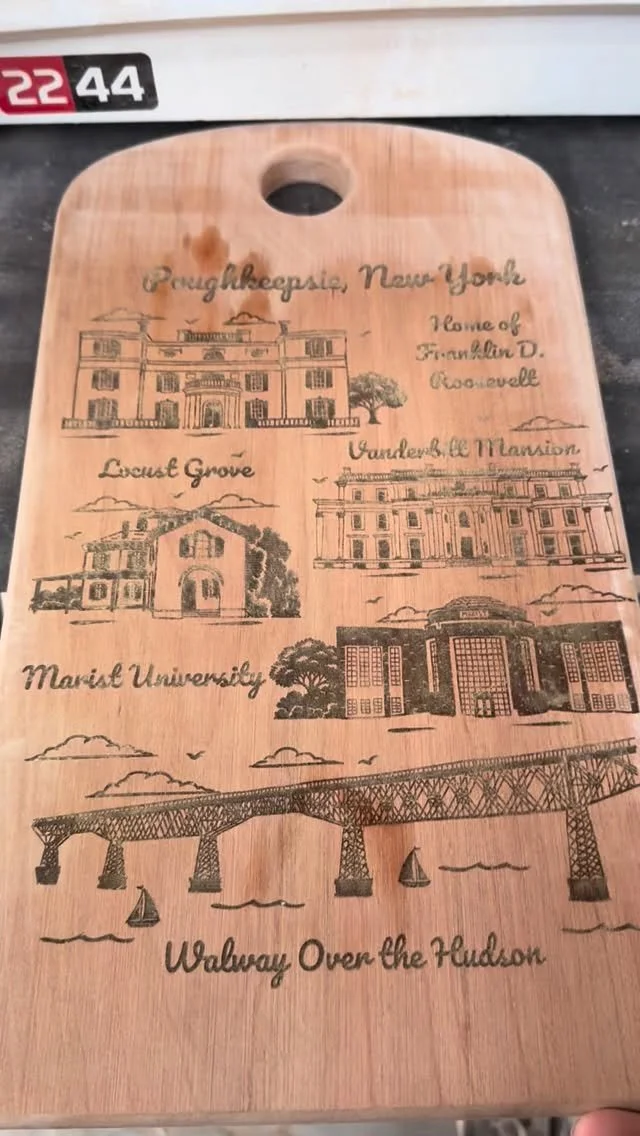 2244
Poughkeepsie, New York
Home of
Franklin D.
Roosevelt
Vanderbilt Mansion
Locust Grove
Marist University
Walway Over the Hudson